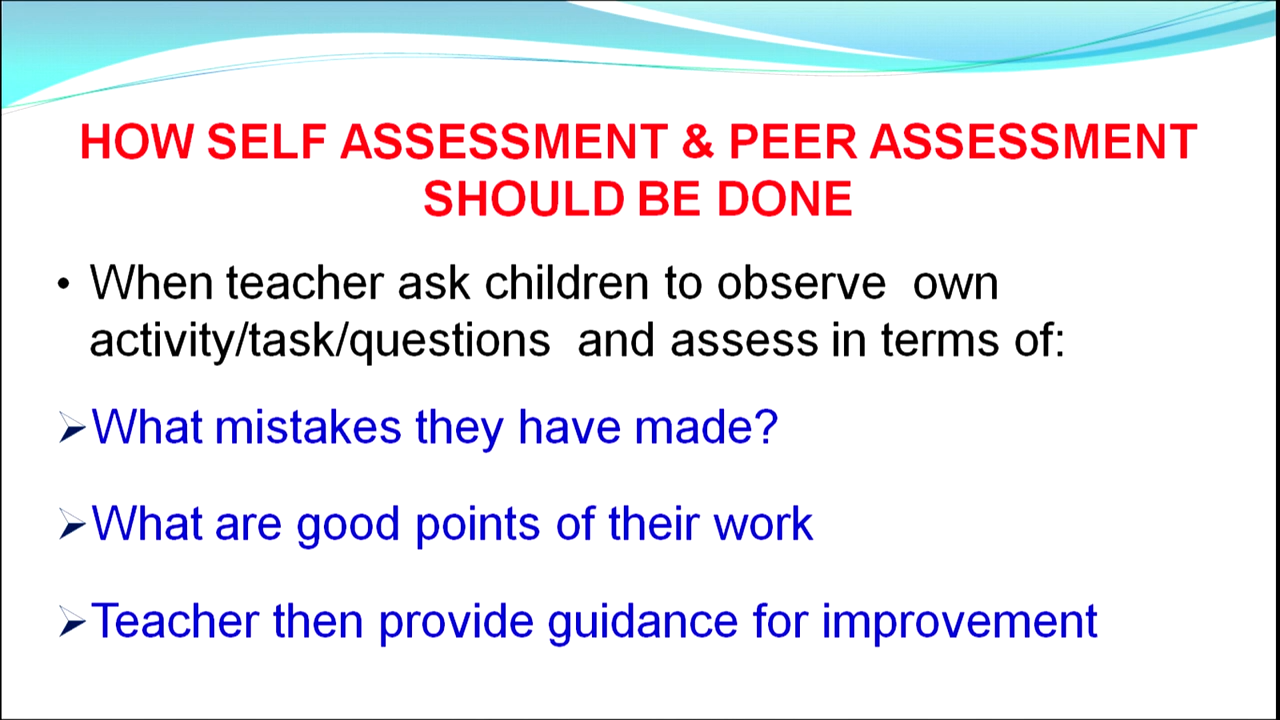 HOW SELF ASSESSMENT & PEER ASSESSMENT
SHOULD BE DONE
• When teacher ask children to observe own
activity/task/questions and assess in terms of:
➢What mistakes they have made?
➢What are good points of their work
➢Teacher then provide guidance for improvement